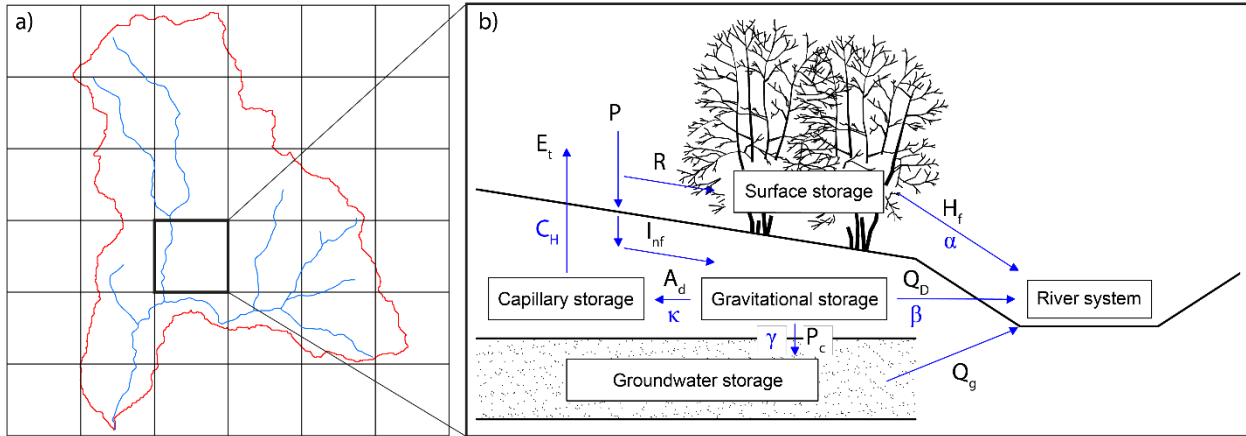 a)
b)
P
E_t
R
Surface storage
H_f
α
C_H
I_nf
A_d
Q_D
Capillary storage
κ
Gravitational storage
β
River system
γ
P_c
Groundwater storage
Q_g